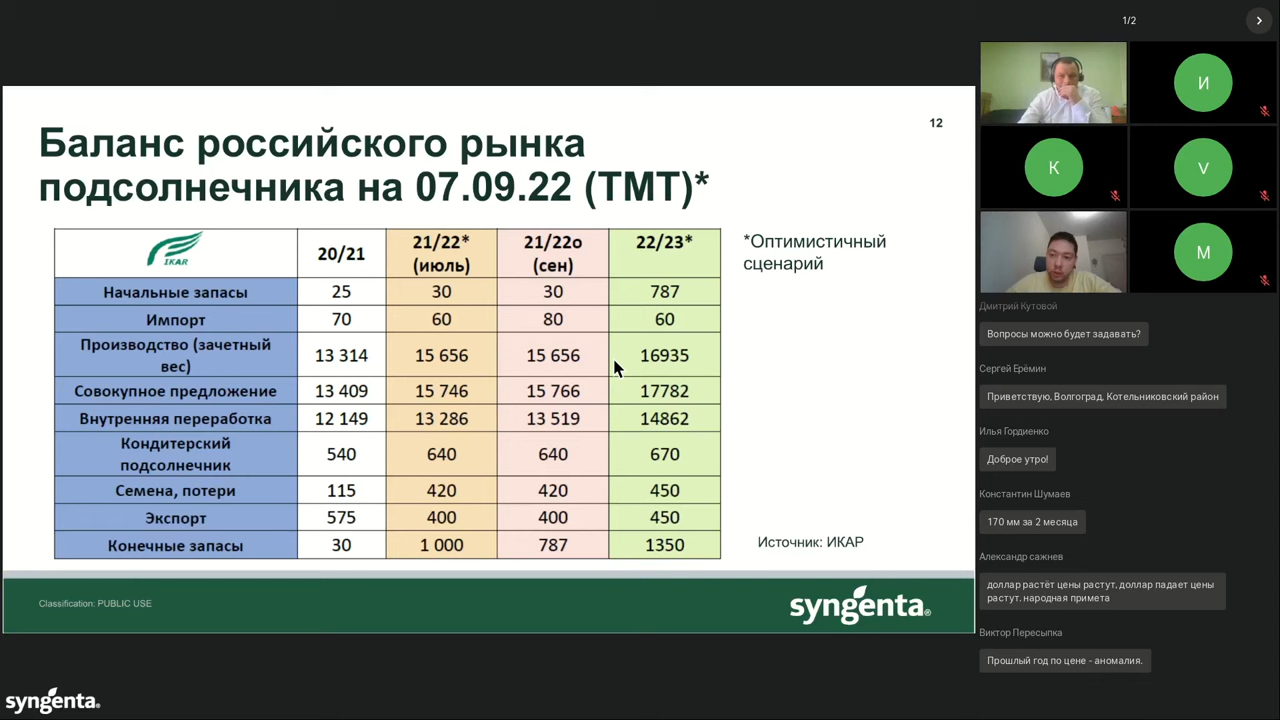 1/2
12
Баланс российского рынка
подсолнечника на 07.09.22 (ТМТ)*
IKAR
20/21
21/22*
(июль)
21/22о
(сен)
22/23*
Начальные запасы 25 30 30 787
Импорт 70 60 80 60
Производство (зачетный
вес) 13 314 15 656 15 656 16935
Совокупное предложение 13 409 15 746 15 766 17782
Внутренняя переработка 12 149 13 286 13 519 14862
Кондитерский
подсолнечник 540 640 640 670
Семена, потери 115 420 420 450
Экспорт 575 400 400 450
Конечные запасы 30 1 000 787 1350
*Оптимистичный
сценарий
Источник: ИКАР
Classification: PUBLIC USE
syngenta.®
syngenta.
И
К
V
М
Дмитрий Кутовой
Вопросы можно будет задавать?
Сергей Ерёмин
Приветствую, Волгоград, Котельниковский район
Илья Гордиенко
Доброе утро!
Константин Шумаев
170 мм за 2 месяца
Александр сажнев
доллар растёт цены растут, доллар падает цены
растут. народная примета
Виктор Пересыпка
Прошлый год по цене - аномалия.